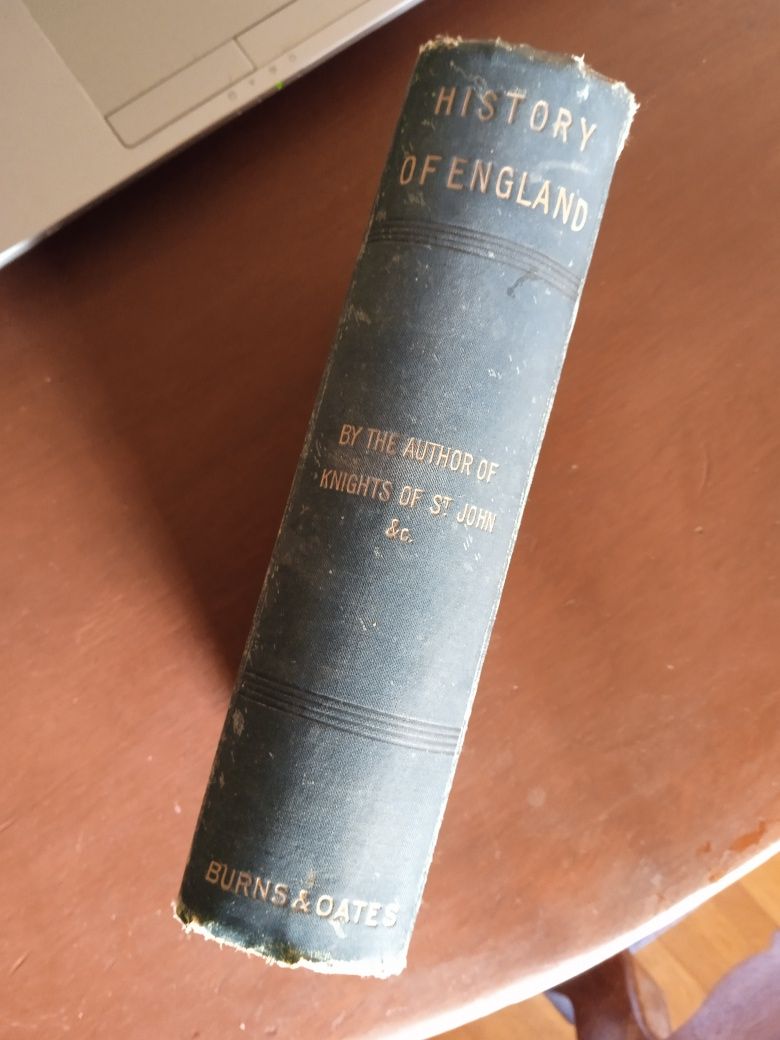 HISTORY
OF ENGLAND
BY THE AUTHOR OF
KNIGHTS OF ST JOHN
&c.
BURNS & OATES